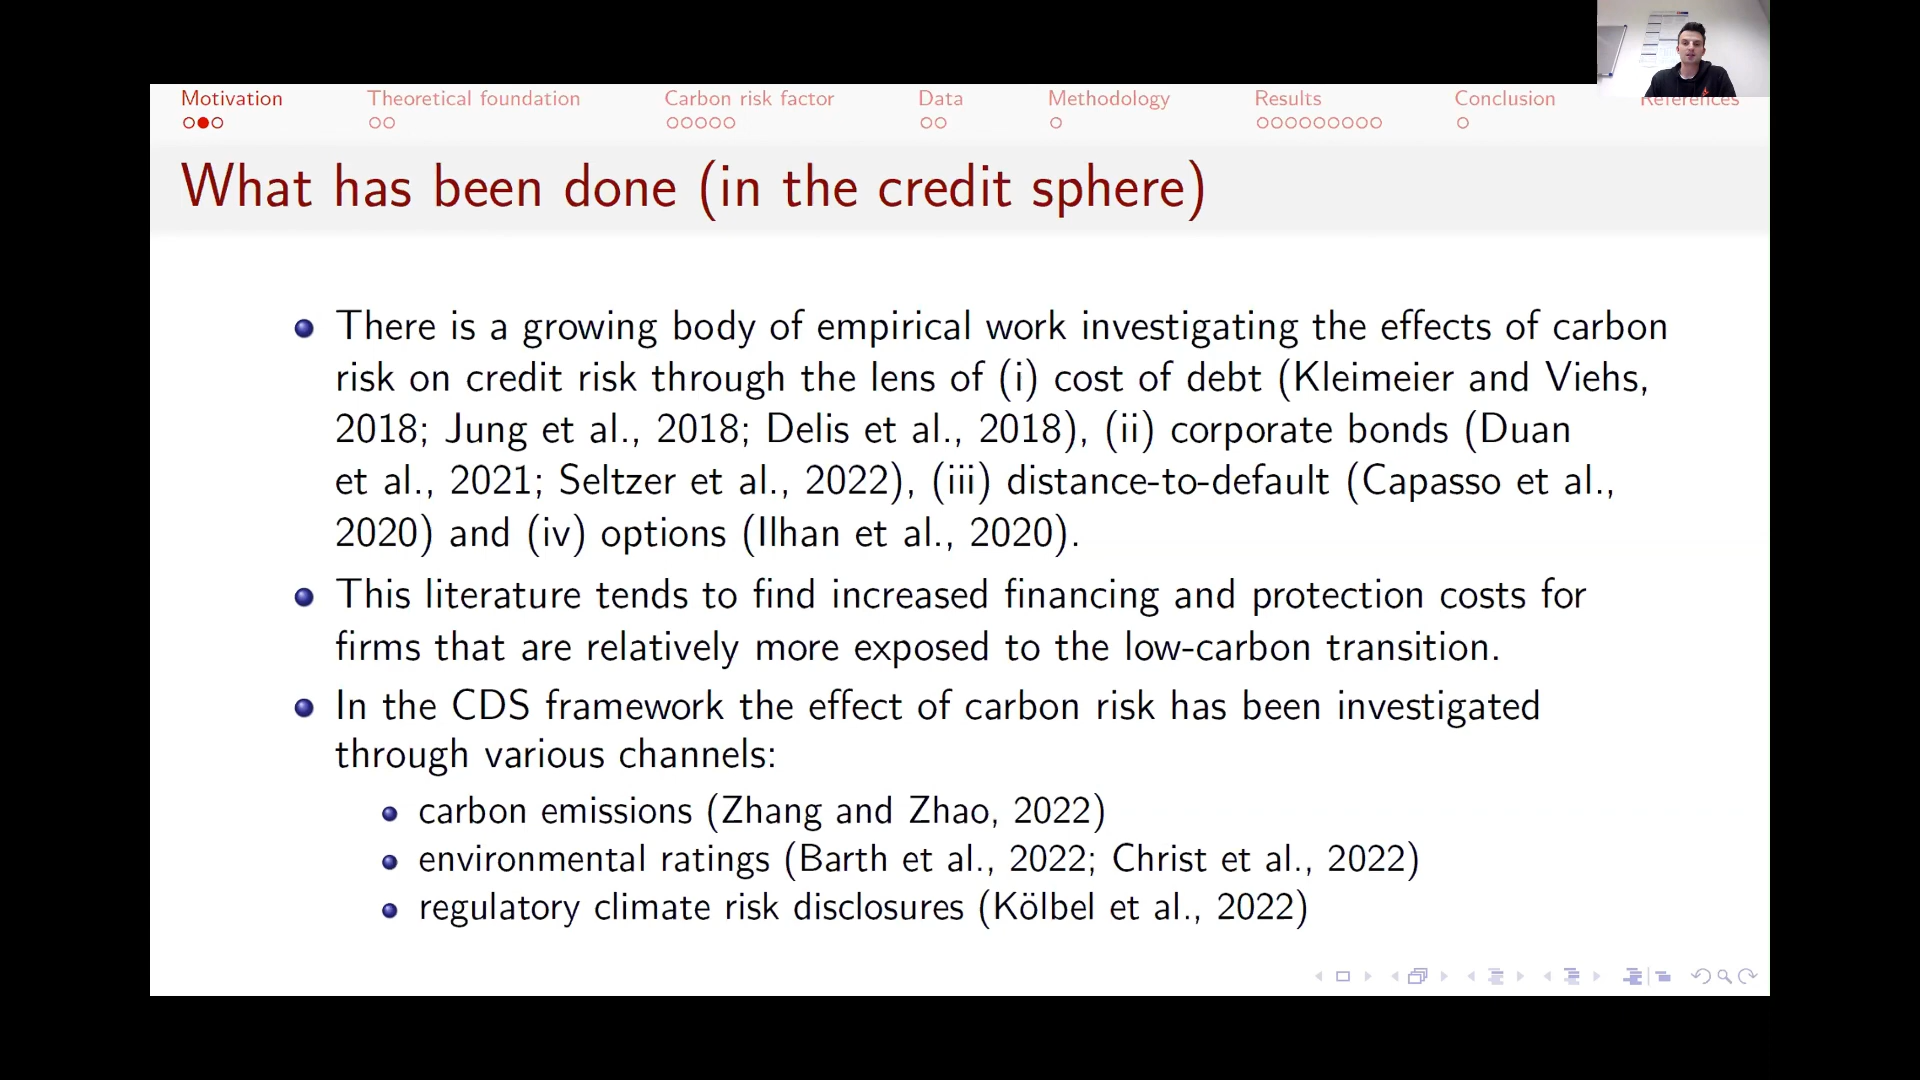 Motivation
Theoretical foundation
Carbon risk factor
Data
Methodology
Results
Conclusion
References
What has been done (in the credit sphere)
There is a growing body of empirical work investigating the effects of carbon
risk on credit risk through the lens of (i) cost of debt (Kleimeier and Viehs,
2018; Jung et al., 2018; Delis et al., 2018), (ii) corporate bonds (Duan
et al., 2021; Seltzer et al., 2022), (iii) distance-to-default (Capasso et al.,
2020) and (iv) options (Ilhan et al., 2020).
This literature tends to find increased financing and protection costs for
firms that are relatively more exposed to the low-carbon transition.
In the CDS framework the effect of carbon risk has been investigated
through various channels:
carbon emissions (Zhang and Zhao, 2022)
environmental ratings (Barth et al., 2022; Christ et al., 2022)
regulatory climate risk disclosures (Kölbel et al., 2022)